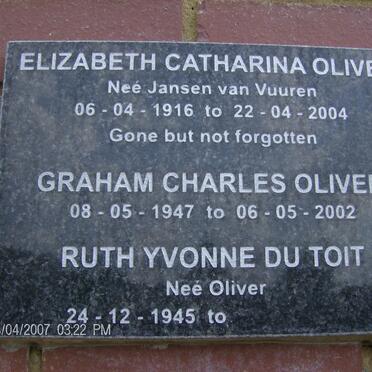 ELIZABETH CATHARINA OLIVE
Neé Jansen van Vuuren
06 - 04 - 1916 to 22 - 04 - 2004
Gone but not forgotten
GRAHAM CHARLES OLIVER
08 - 05 - 1947 to 06 - 05 - 2002
RUTH YVONNE DU TOIT
Neé Oliver
24 - 12 - 1945 to
/04/2007 03:22 PM